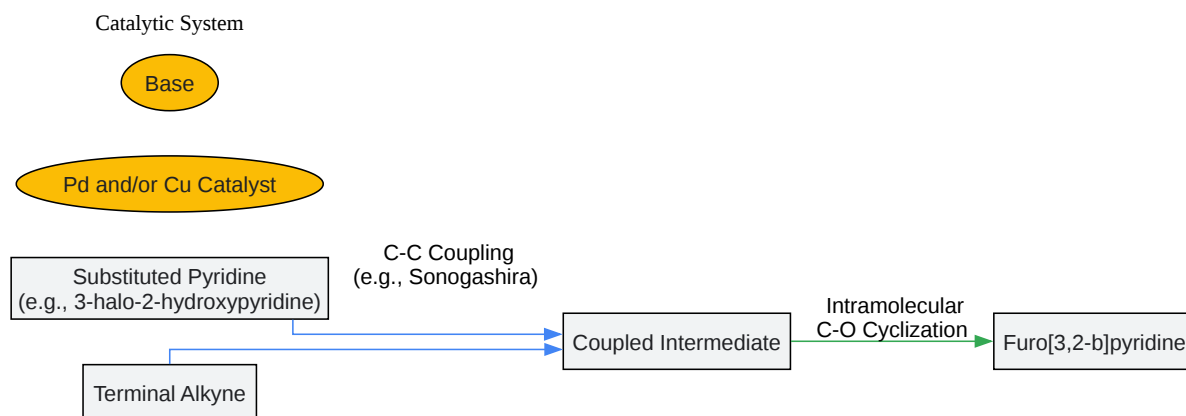 Catalytic System
Base
Pd and/or Cu Catalyst
Substituted Pyridine
(e.g., 3-halo-2-hydroxypyridine)
C-C Coupling
(e.g., Sonogashira)
Terminal Alkyne
Coupled Intermediate
Intramolecular
C-O Cyclization
Furo[3,2-b]pyridine